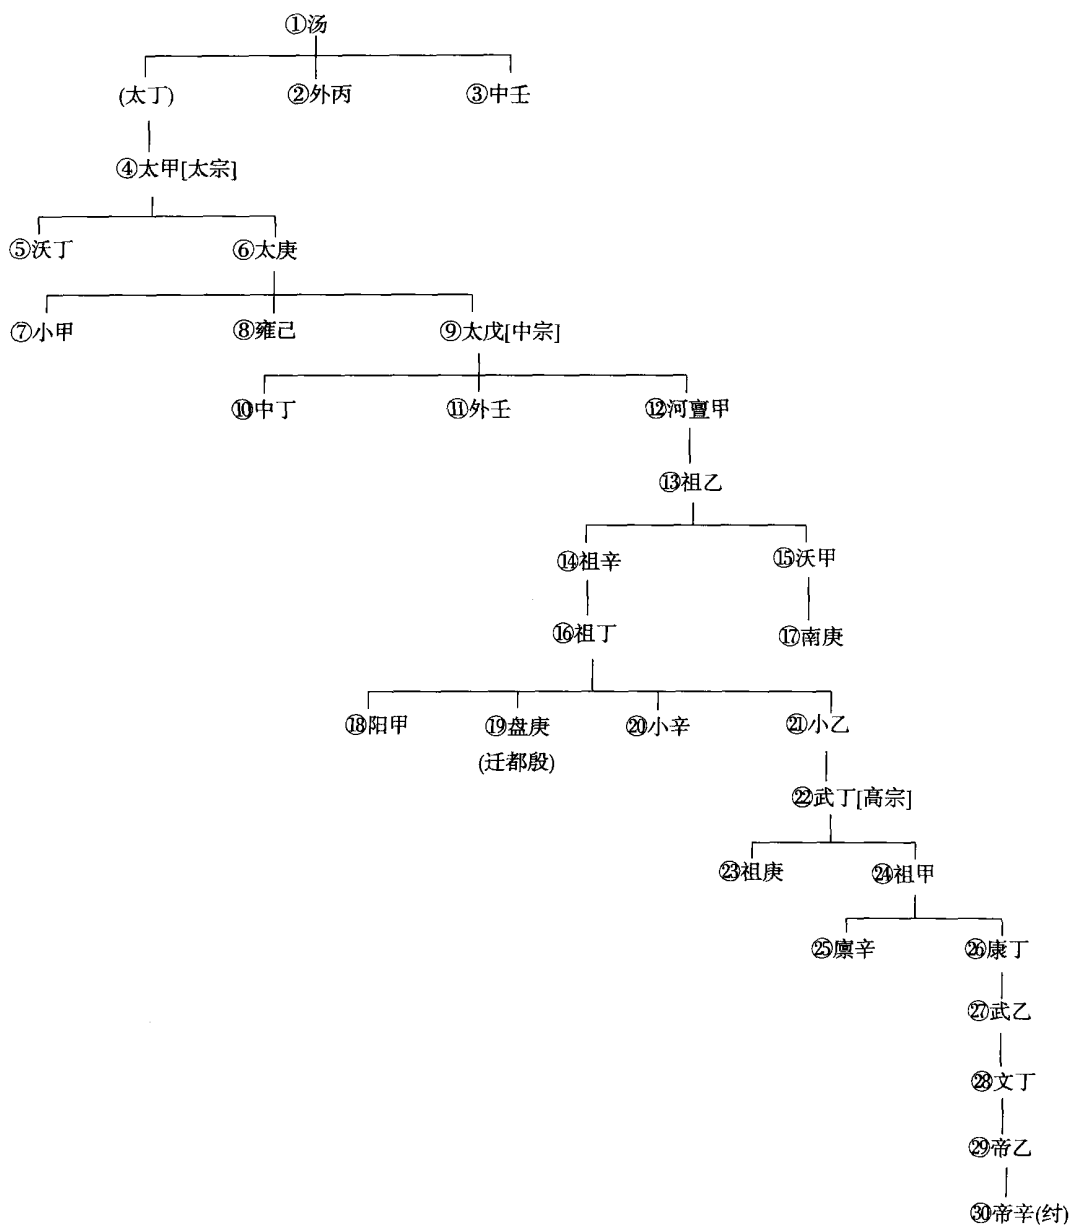 ①汤
(太丁) ②外丙 ③中壬
④太甲[太宗]
⑤沃丁 ⑥太庚
⑦小甲 ⑧雍己 ⑨太戊[中宗]
⑩中丁 ⑪外壬 ⑫河亶甲
⑬祖乙
⑭祖辛 ⑮沃甲
⑯祖丁 ⑰南庚
⑱阳甲 ⑲盘庚 ⑳小辛 ㉑小乙
(迁都殷)
㉒武丁[高宗]
㉓祖庚 ㉔祖甲
㉕廪辛 ㉖康丁
㉗武乙
㉘文丁
㉙帝乙
㉚帝辛(纣)